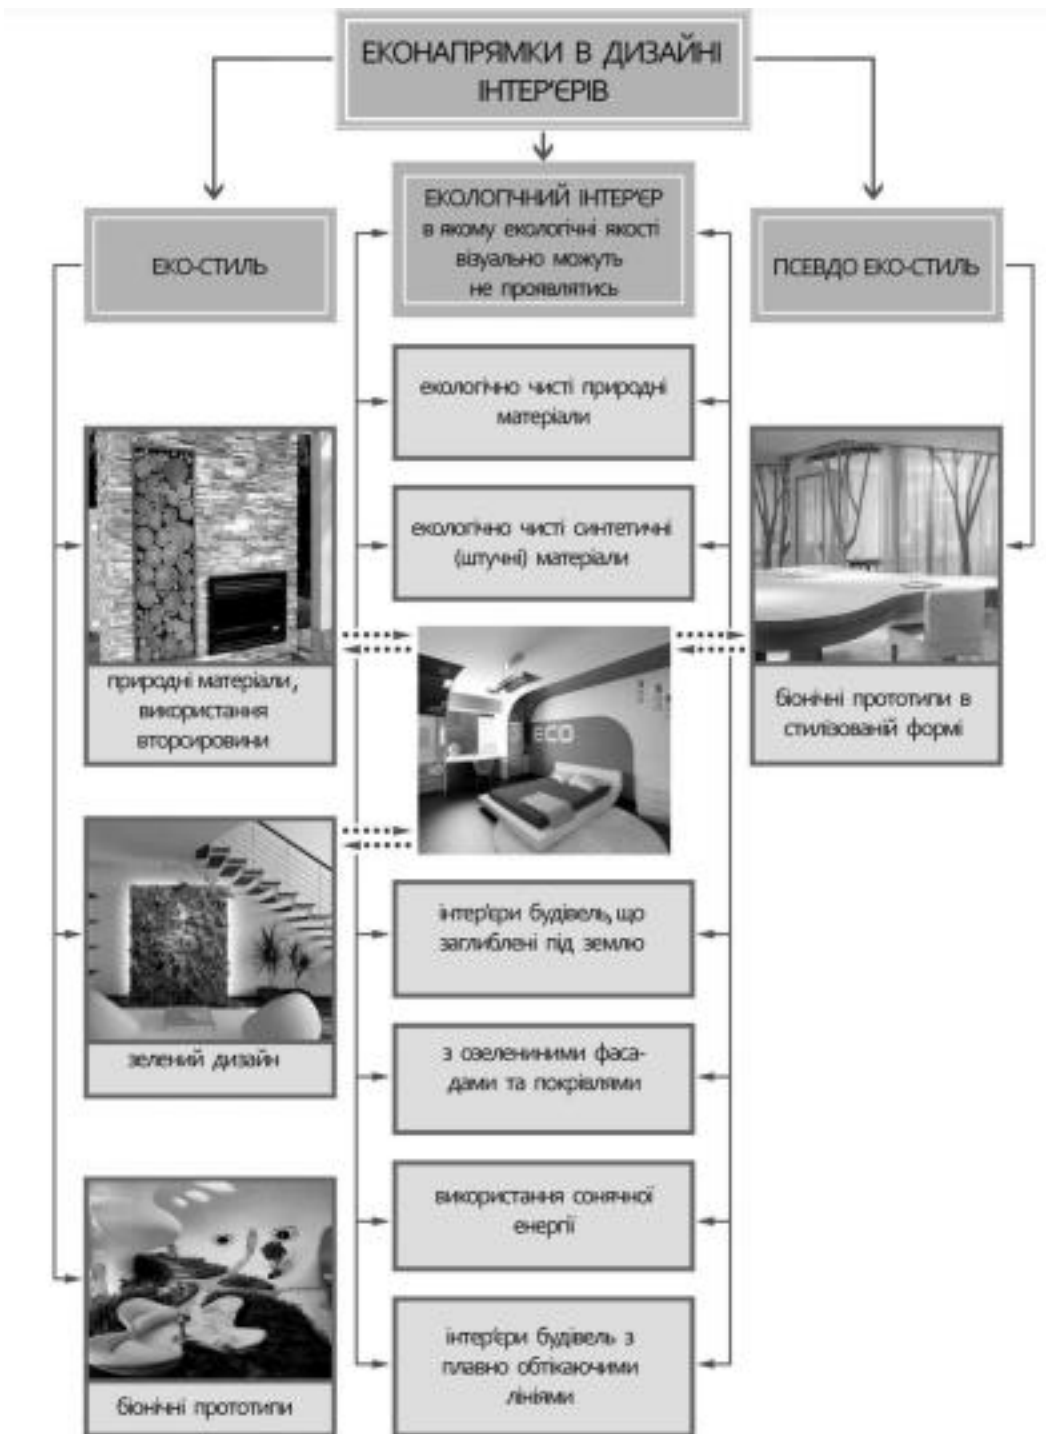 ЕКОНАПРЯМКИ В ДИЗАЙНІ
ІНТЕР'ЄРІВ
ЕКО-СТИЛЬ
ЕКОЛОГІЧНИЙ ІНТЕР'ЄР
в якому екологічні якості
візуально можуть
не проявлятись
ПСЕВДО ЕКО-СТИЛЬ
екологічно чисті природні
матеріали
екологічно чисті синтетичні
(штучні) матеріали
природні матеріали,
використання
вторсировини
ECO
біонічні прототипи в
стилізованій формі
зелений дизайн
інтер'єри будівель, що
заглиблені під землю
з озелениними фаса-
дами та покрівлями
використання сонячної
енергії
біонічні прототипи
інтер'єри будівель з
плавно обтікаючими
лініями